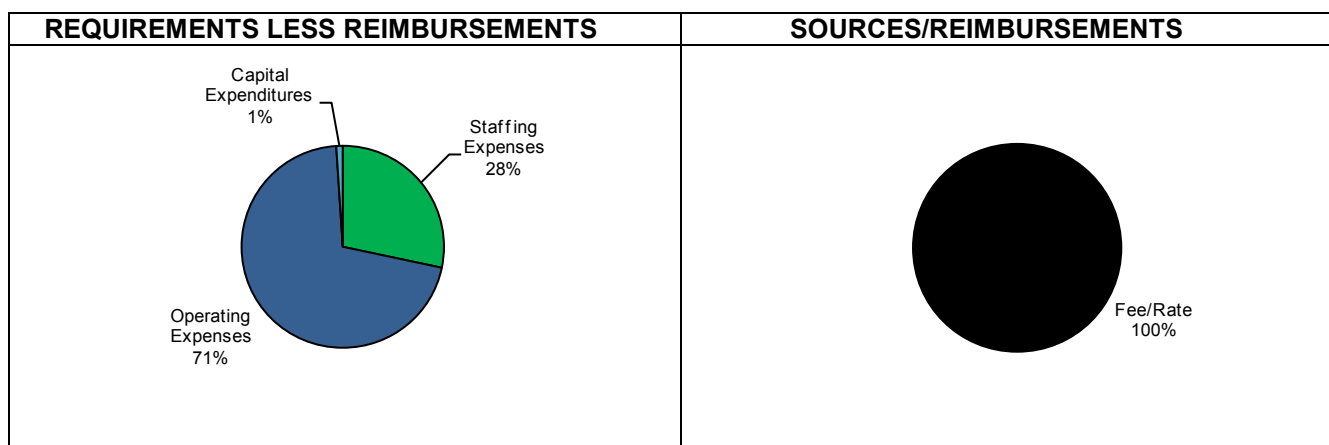 REQUIREMENTS LESS REIMBURSEMENTS
SOURCES/REIMBURSEMENTS
Capital
Expenditures
1%
Staffing
Expenses
28%
Operating
Expenses
71%
Fee/Rate
100%